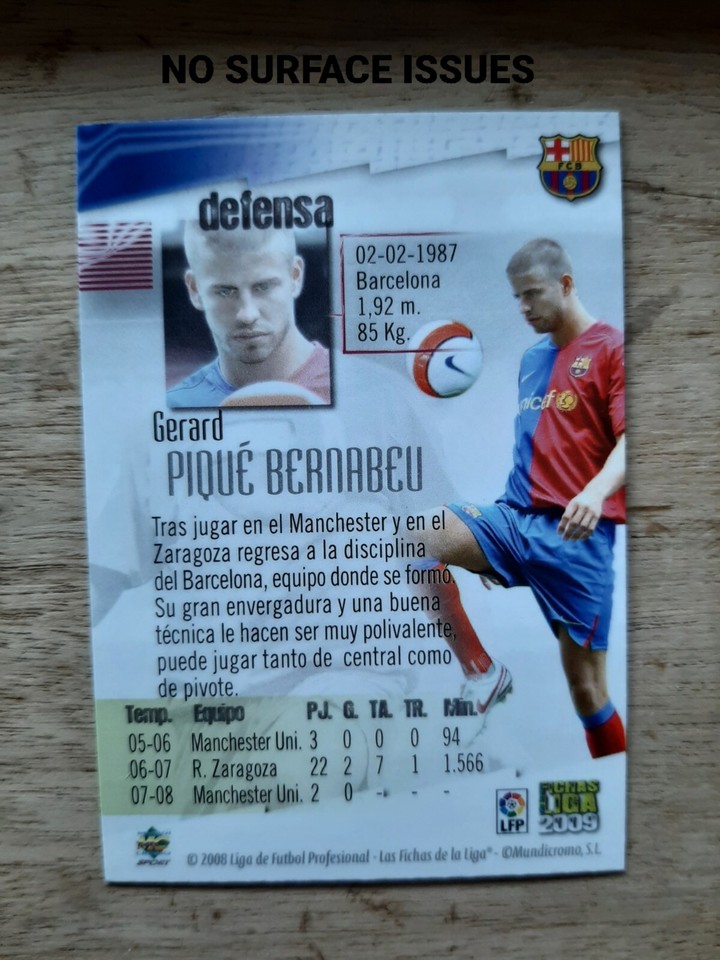 NO SURFACE ISSUES
FCB
defensa
02-02-1987
Barcelona
1,92 m.
85 Kg.
unicef
Gerard
PIQUÉ BERNABEU
Tras jugar en el Manchester y en el
Zaragoza regresa a la disciplina
del Barcelona, equipo donde se formó.
Su gran envergadura y una buena
técnica le hacen ser muy polivalente,
puede jugar tanto de central como
de pivote.
Temp. Equipo PJ. G. TA. TR. Min.
05-06 Manchester Uni. 3 0 0 0 94
06-07 R. Zaragoza 22 2 7 1 1.566
07-08 Manchester Uni. 2 0 - - -
LFP
FICHAS
LIGA
2009
SPORT
© 2008 Liga de Futbol Profesional - Las Fichas de la Liga® - ©Mundicromo, S.L.